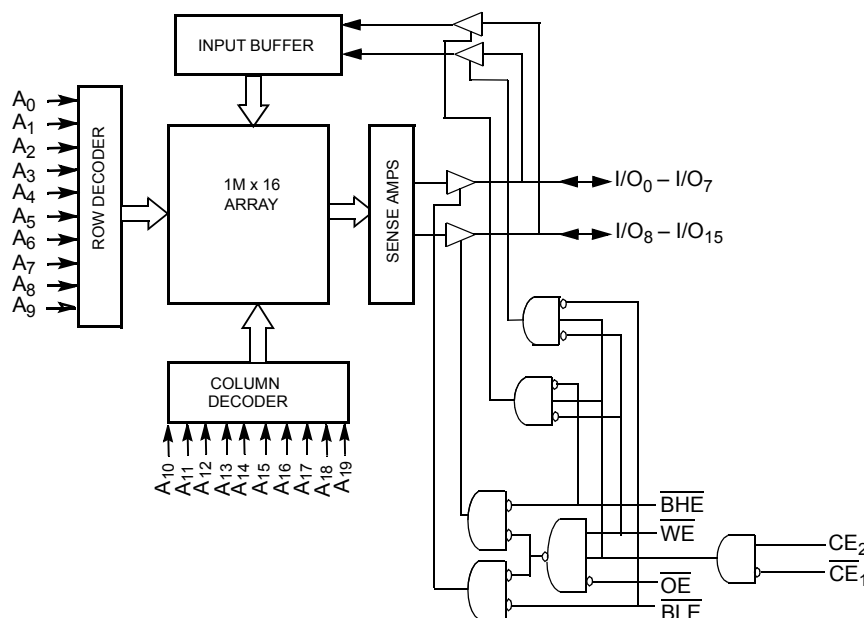 INPUT BUFFER
A0
A1
A2
A3
A4
A5
A6
A7
A8
A9
ROW DECODER
1M x 16
ARRAY
SENSE AMPS
I/O0 – I/O7
I/O8 – I/O15
COLUMN
DECODER
A10
A11
A12
A13
A14
A15
A16
A17
A18
A19
BHE
WE
CE2
CE1
OE
BLE